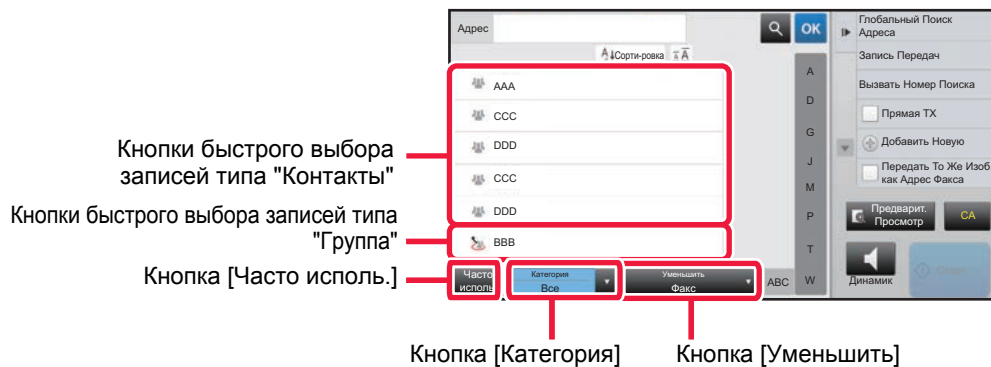 Адрес
OK
Сорти-ровка
AAA
CCC
DDD
CCC
DDD
BBB
Часто
исполь
Категория
Все
Уменьшить
Факс
ABC
A
D
G
J
M
P
T
W
Глобальный Поиск
Адреса
Запись Передач
Вызвать Номер Поиска
Прямая TX
Добавить Новую
Передать То Же Изоб
как Адрес Факса
Предварит.
Просмотр
CA
Динамик
Старт
Кнопки быстрого выбора
записей типа "Контакты"
Кнопки быстрого выбора записей типа
"Группа"
Кнопка [Часто исполь.]
Кнопка [Категория]
Кнопка [Уменьшить]